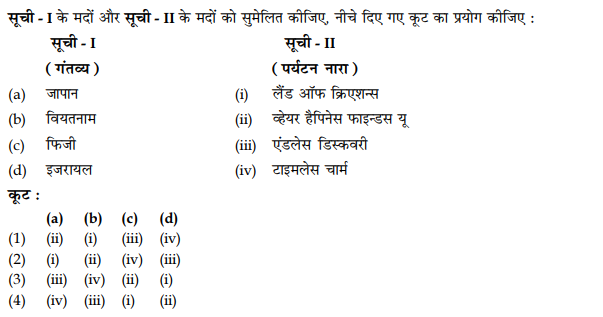 सूची - I के मदों और सूची - II के मदों को सुमेलित कीजिए, नीचे दिए गए कूट का प्रयोग कीजिए :
सूची - I सूची - II
( गंतव्य ) ( पर्यटन नारा )
(a) जापान (i) लैंड ऑफ क्रिएशन्स
(b) वियतनाम (ii) व्हेयर हैपिनेस फाइन्डस यू
(c) फिजी (iii) एंडलेस डिस्कवरी
(d) इजरायल (iv) टाइमलेस चार्म
कूट :
(a) (b) (c) (d)
(1) (ii) (i) (iii) (iv)
(2) (i) (ii) (iv) (iii)
(3) (iii) (iv) (ii) (i)
(4) (iv) (iii) (i) (ii)